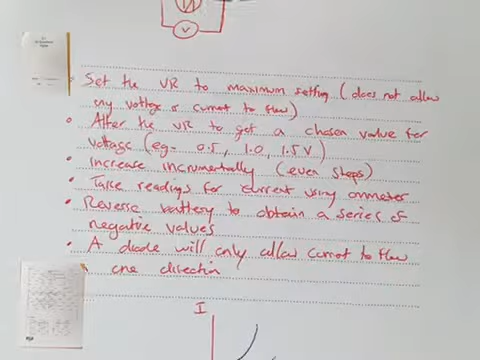 V
Set the VR to maximum setting (does not allow
any voltage or current to flow)
• Alter the VR to get a chosen value for
voltage (eg. 0.5, 1.0, 1.5V)
• Increase incrementally (even steps)
• Take readings for current using ammeter
• Reverse battery to obtain a series of
negative values
• A diode will only allow current to flow
one direction
I